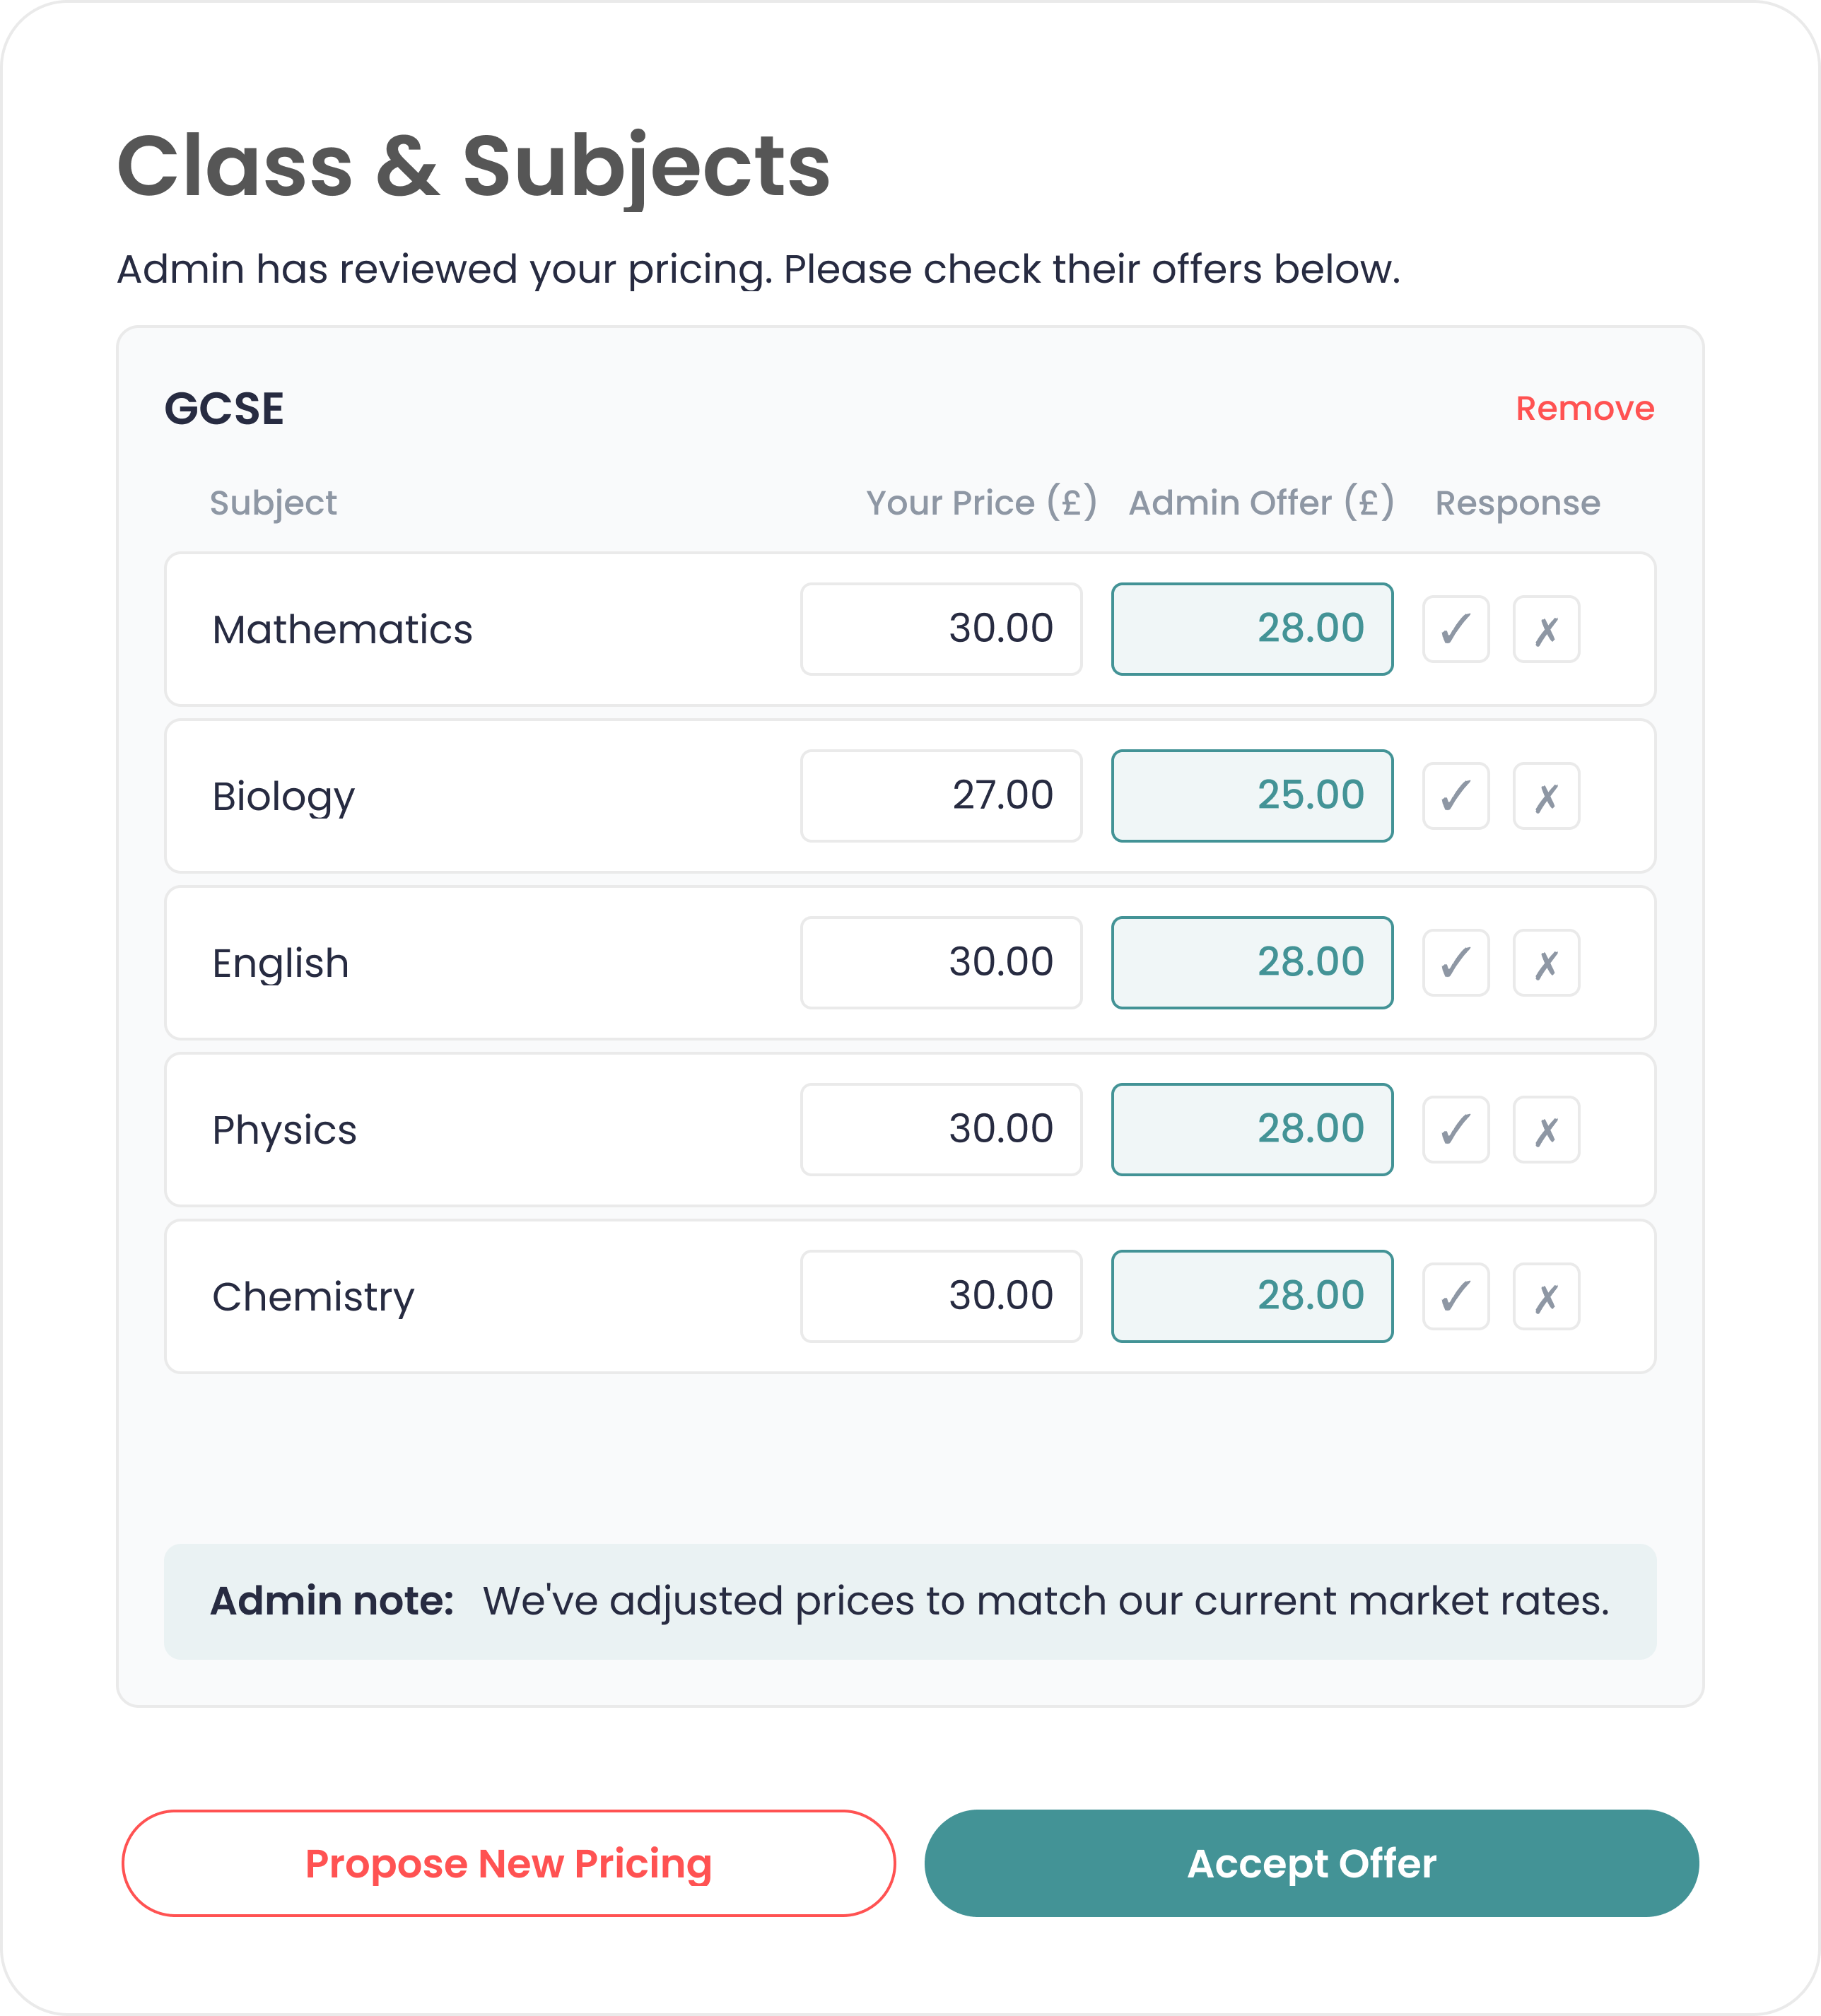 Class & Subjects
Admin has reviewed your pricing. Please check their offers below.
GCSE Remove
Subject Your Price (£) Admin Offer (£) Response
Mathematics 30.00 28.00 ✓ ✗
Biology 27.00 25.00 ✓ ✗
English 30.00 28.00 ✓ ✗
Physics 30.00 28.00 ✓ ✗
Chemistry 30.00 28.00 ✓ ✗
Admin note: We've adjusted prices to match our current market rates.
Propose New Pricing Accept Offer